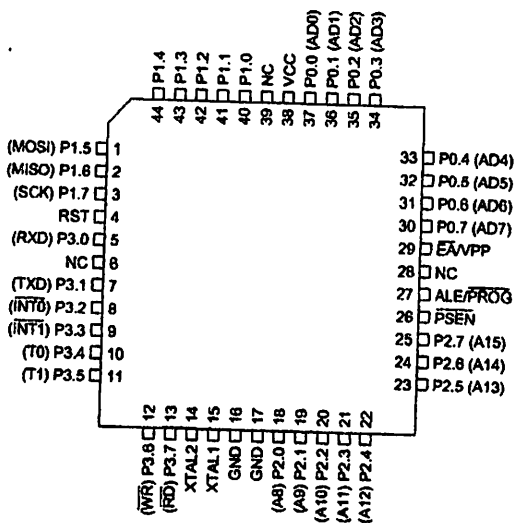 P1.4
P1.3
P1.2
P1.1
P1.0
NC
VCC
P0.0 (AD0)
P0.1 (AD1)
P0.2 (AD2)
P0.3 (AD3)
44
43
42
41
40
39
38
37
36
35
34
(MOSI) P1.5 1
(MISO) P1.6 2
(SCK) P1.7 3
RST 4
(RXD) P3.0 5
NC 6
(TXD) P3.1 7
(INT0) P3.2 8
(INT1) P3.3 9
(T0) P3.4 10
(T1) P3.5 11
33 P0.4 (AD4)
32 P0.5 (AD5)
31 P0.6 (AD6)
30 P0.7 (AD7)
29 EA/VPP
28 NC
27 ALE/PROG
26 PSEN
25 P2.7 (A15)
24 P2.6 (A14)
23 P2.5 (A13)
12
13
14
15
16
17
18
19
20
21
22
(WR) P3.6
(RD) P3.7
XTAL2
XTAL1
GND
GND
(A8) P2.0
(A9) P2.1
(A10) P2.2
(A11) P2.3
(A12) P2.4